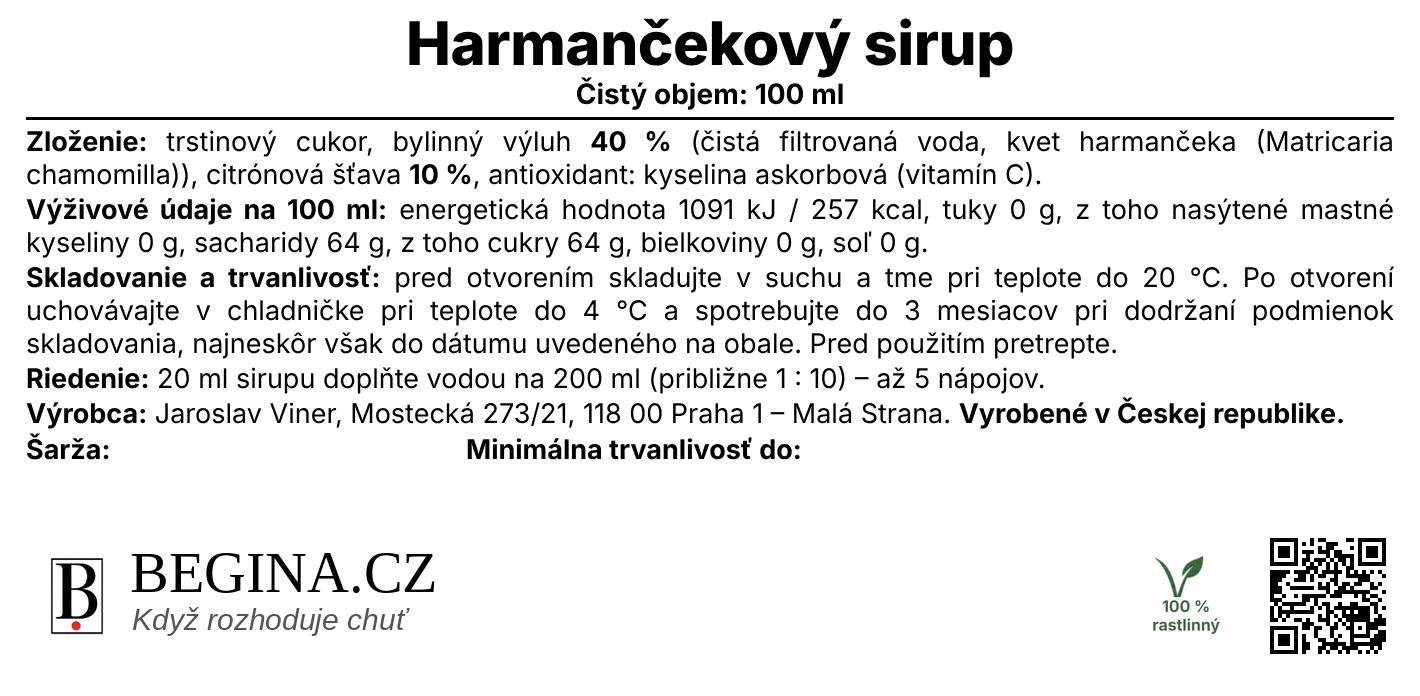 Harmančekový sirup
Čistý objem: 100 ml
Zloženie: trstinový cukor, bylinný výluh 40 % (čistá filtrovaná voda, kvet harmančeka (Matricaria
chamomilla)), citrónová šťava 10 %, antioxidant: kyselina askorbová (vitamín C).
Výživové údaje na 100 ml: energetická hodnota 1091 kJ / 257 kcal, tuky 0 g, z toho nasýtené mastné
kyseliny 0 g, sacharidy 64 g, z toho cukry 64 g, bielkoviny 0 g, soľ 0 g.
Skladovanie a trvanlivosť: pred otvorením skladujte v suchu a tme pri teplote do 20 °C. Po otvorení
uchovávajte v chladničke pri teplote do 4 °C a spotrebujte do 3 mesiacov pri dodržaní podmienok
skladovania, najneskôr však do dátumu uvedeného na obale. Pred použitím pretrepte.
Riedenie: 20 ml sirupu doplňte vodou na 200 ml (približne 1 : 10) – až 5 nápojov.
Výrobca: Jaroslav Viner, Mostecká 273/21, 118 00 Praha 1 – Malá Strana. Vyrobené v Českej republike.
Šarža: Minimálna trvanlivosť do:
B BEGINA.CZ
Když rozhoduje chuť
100 %
rastlinný